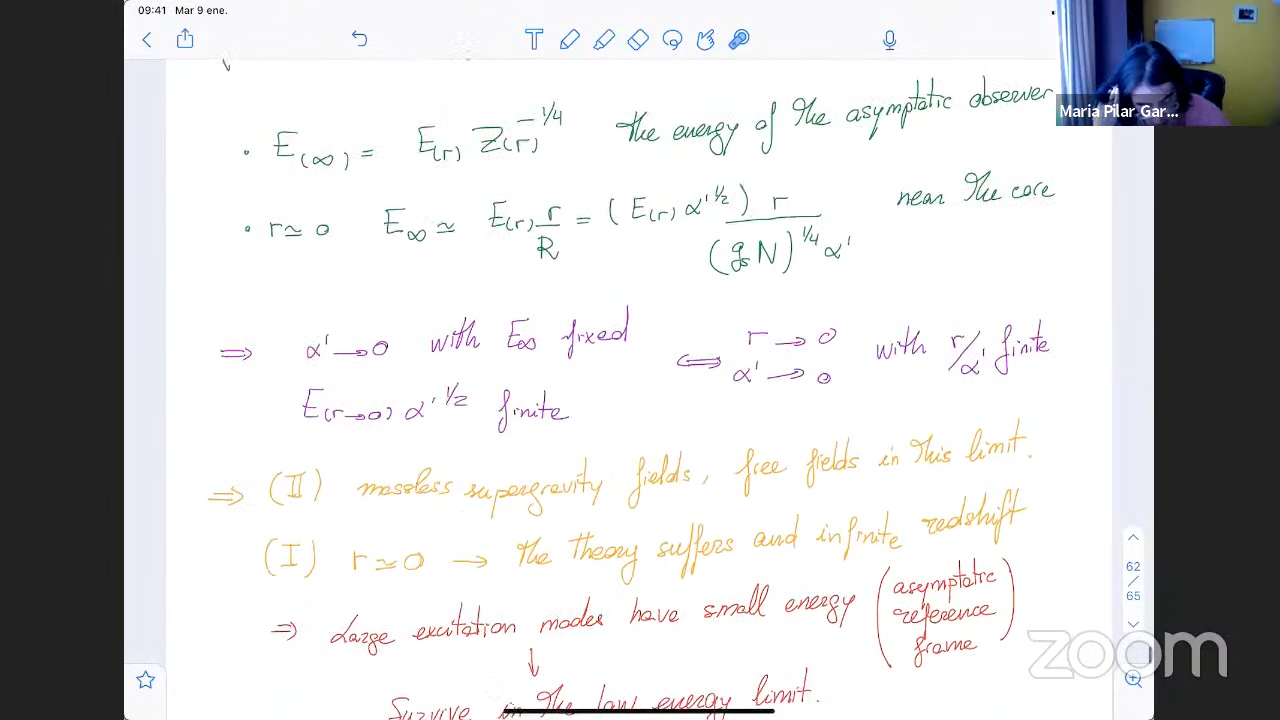 09:41 Mar 9 ene.
Maria Pilar Gar...
• E(∞) = E(r) Z(r)^-1/4 the energy of the asymptotic observer
• r ≃ 0 E∞ ≃ E(r) r/R = (E(r) α'^1/2) r/((gs N)^1/4 α') near the core
⇒ α' → 0 with E∞ fixed ⟺ r → 0 α' → 0 with r/α' finite
E(r→0) α'^1/2 finite
⇒ (II) massless supergravity fields, free fields in this limit.
(I) r ≃ 0 → the theory suffers and infinite redshift
⇒ Large excitation modes have small energy (asymptotic reference frame)
↓
Survive in the low energy limit.
62
/
65
zoom